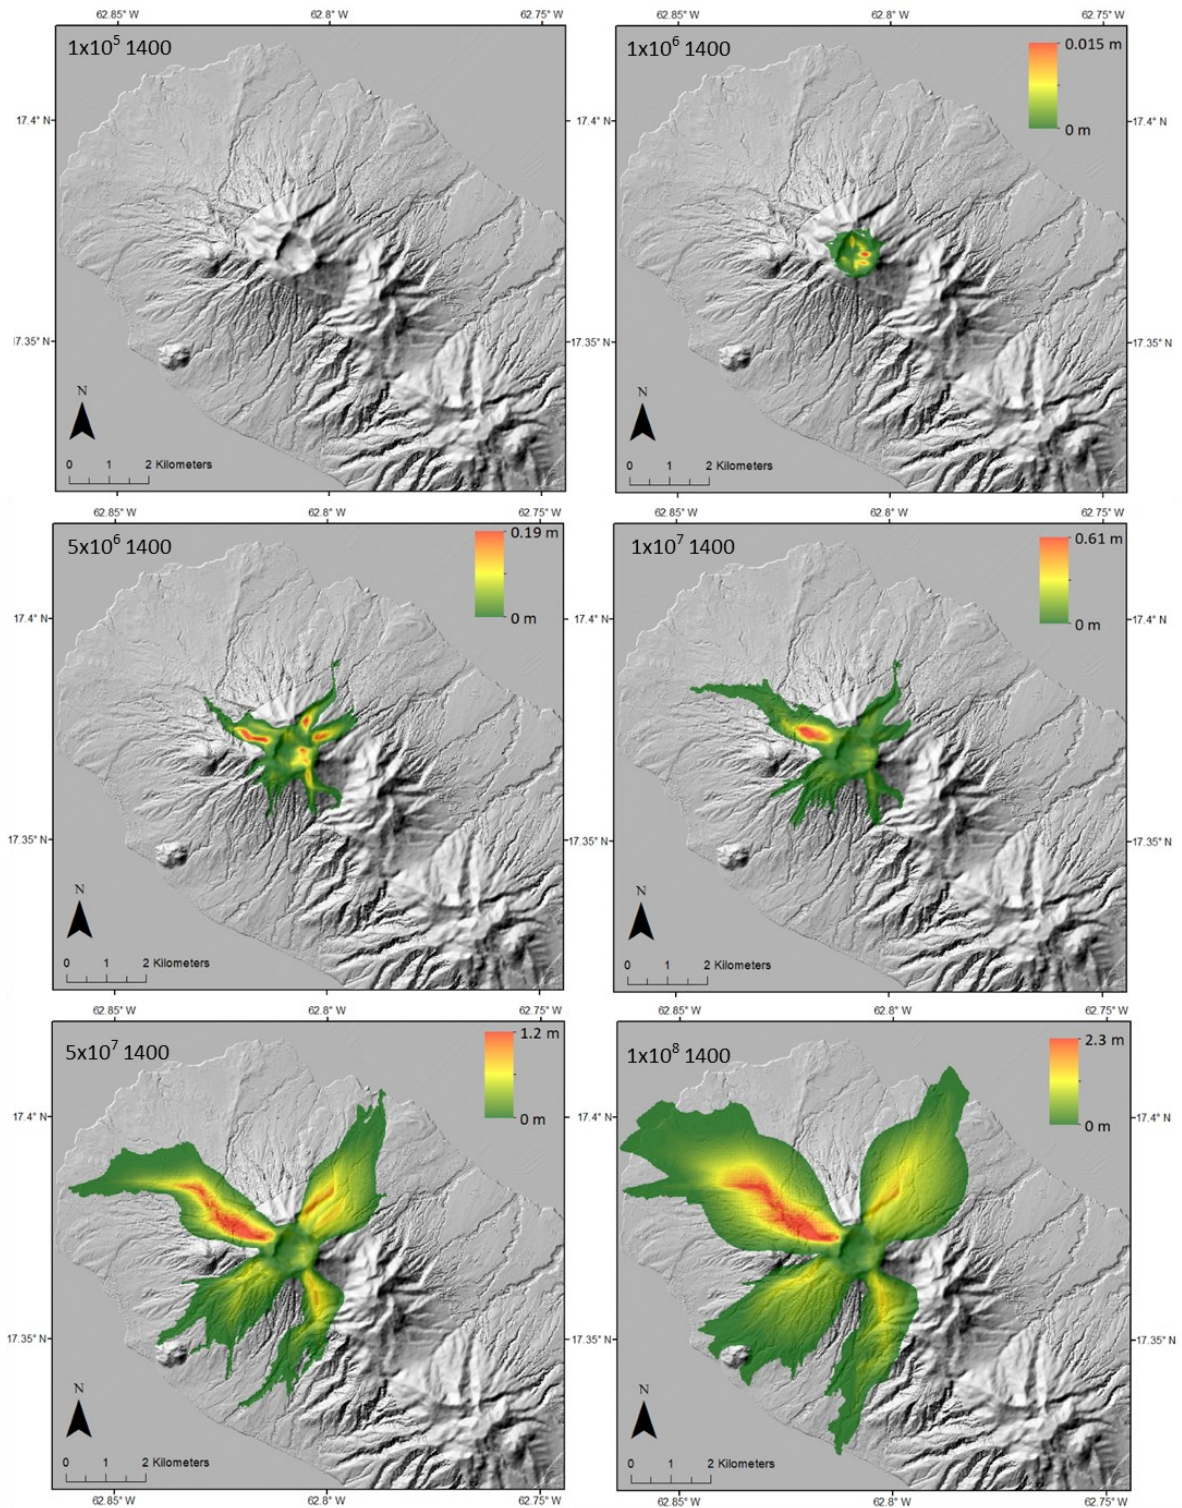 62.85° W 62.8° W 62.75° W 62.85° W 62.8° W 62.75° W
1x10⁵ 1400
1x10⁶ 1400
0.015 m
0 m
17.4° N
17.4° N
17.35° N
17.35° N
N
0 1 2 Kilometers
N
0 1 2 Kilometers
62.85° W 62.8° W 62.75° W 62.85° W 62.8° W 62.75° W
5x10⁶ 1400
0.19 m
0 m
1x10⁷ 1400
0.61 m
0 m
17.4° N
17.4° N
17.35° N
17.35° N
N
0 1 2 Kilometers
N
0 1 2 Kilometers
62.85° W 62.8° W 62.75° W 62.85° W 62.8° W 62.75° W
5x10⁷ 1400
1.2 m
0 m
1x10⁸ 1400
2.3 m
0 m
17.4° N
17.4° N
17.35° N
17.35° N
N
0 1 2 Kilometers
N
0 1 2 Kilometers
62.85° W 62.8° W 62.75° W 62.85° W 62.8° W 62.75° W